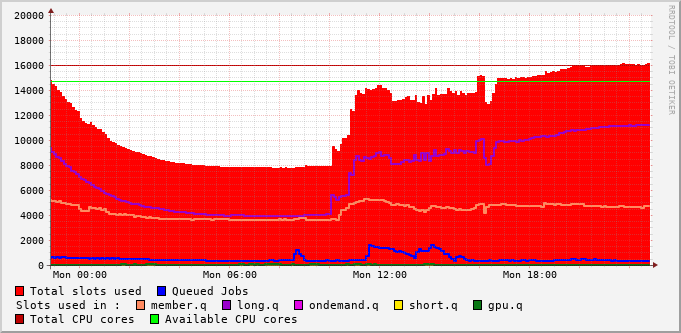 20000
18000
16000
14000
12000
10000
8000
6000
4000
2000
0
Mon 00:00 Mon 06:00 Mon 12:00 Mon 18:00
RRDTOOL / TOBI OETIKER
Total slots used Queued Jobs
Slots used in : member.q long.q ondemand.q short.q gpu.q
Total CPU cores Available CPU cores